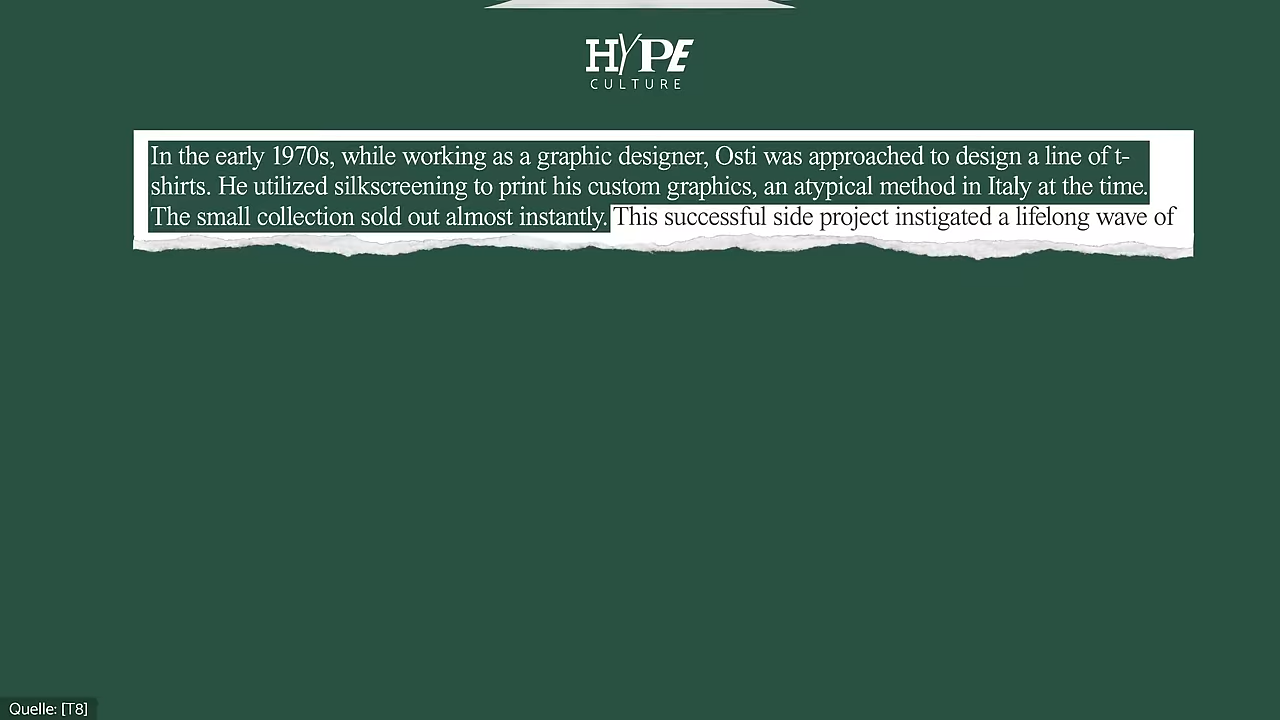 HYPE
CULTURE
In the early 1970s, while working as a graphic designer, Osti was approached to design a line of t-
shirts. He utilized silkscreening to print his custom graphics, an atypical method in Italy at the time.
The small collection sold out almost instantly. This successful side project instigated a lifelong wave of
Quelle: [T8]